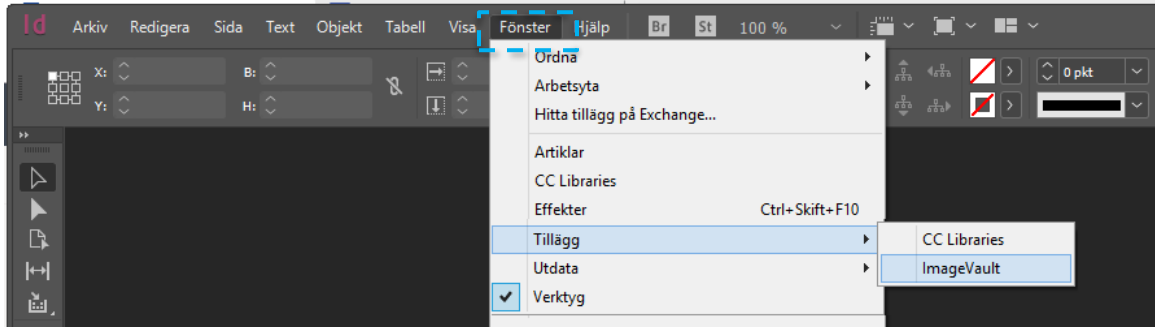 Id Arkiv Redigera Sida Text Objekt Tabell Visa Fönster Hjälp Br St 100 %
X: B: 0 pkt
Y: H:
Ordna
Arbetsyta
Hitta tillägg på Exchange...
Artiklar
CC Libraries
Effekter Ctrl+Skift+F10
Tillägg CC Libraries
Utdata ImageVault
Verktyg